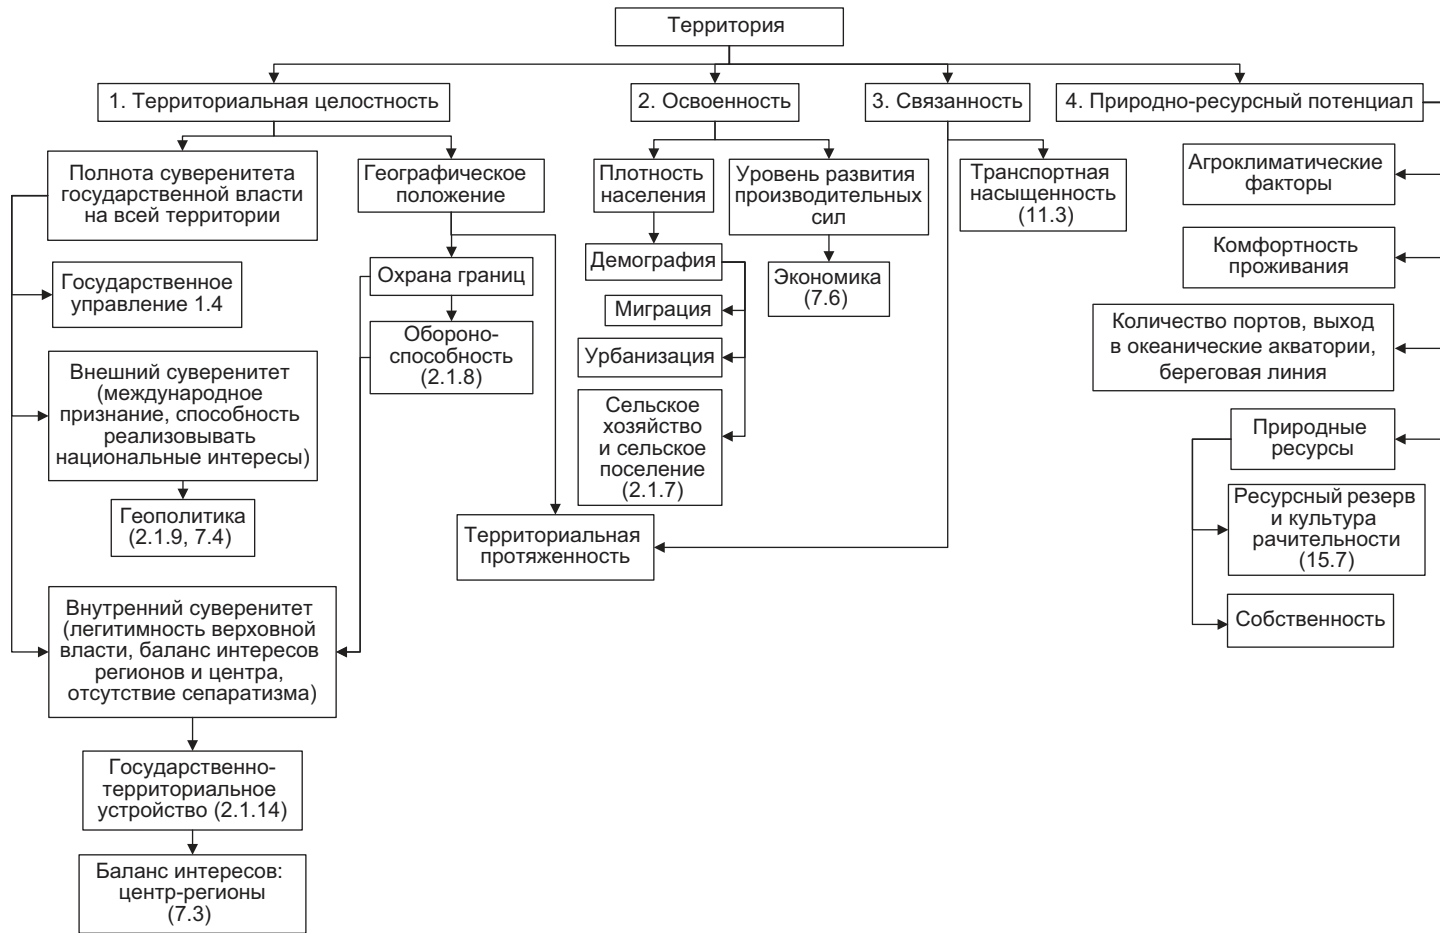 Территория
1. Территориальная целостность
2. Освоенность
3. Связанность
4. Природно-ресурсный потенциал
Полнота суверенитета
государственной власти
на всей территории
Географическое
положение
Плотность
населения
Уровень развития
производительных
сил
Транспортная
насыщенность
(11.3)
Агроклиматические
факторы
Государственное
управление 1.4
Охрана границ
Демография
Экономика
(7.6)
Комфортность
проживания
Миграция
Обороно-
способность
(2.1.8)
Урбанизация
Количество портов, выход
в океанические акватории,
береговая линия
Внешний суверенитет
(международное
признание, способность
реализовывать
национальные интересы)
Сельское
хозяйство
и сельское
поселение
(2.1.7)
Природные
ресурсы
Геополитика
(2.1.9, 7.4)
Территориальная
протяженность
Ресурсный резерв
и культура
рачительности
(15.7)
Внутренний суверенитет
(легитимность верховной
власти, баланс интересов
регионов и центра,
отсутствие сепаратизма)
Собственность
Государственно-
территориальное
устройство (2.1.14)
Баланс интересов:
центр-регионы
(7.3)